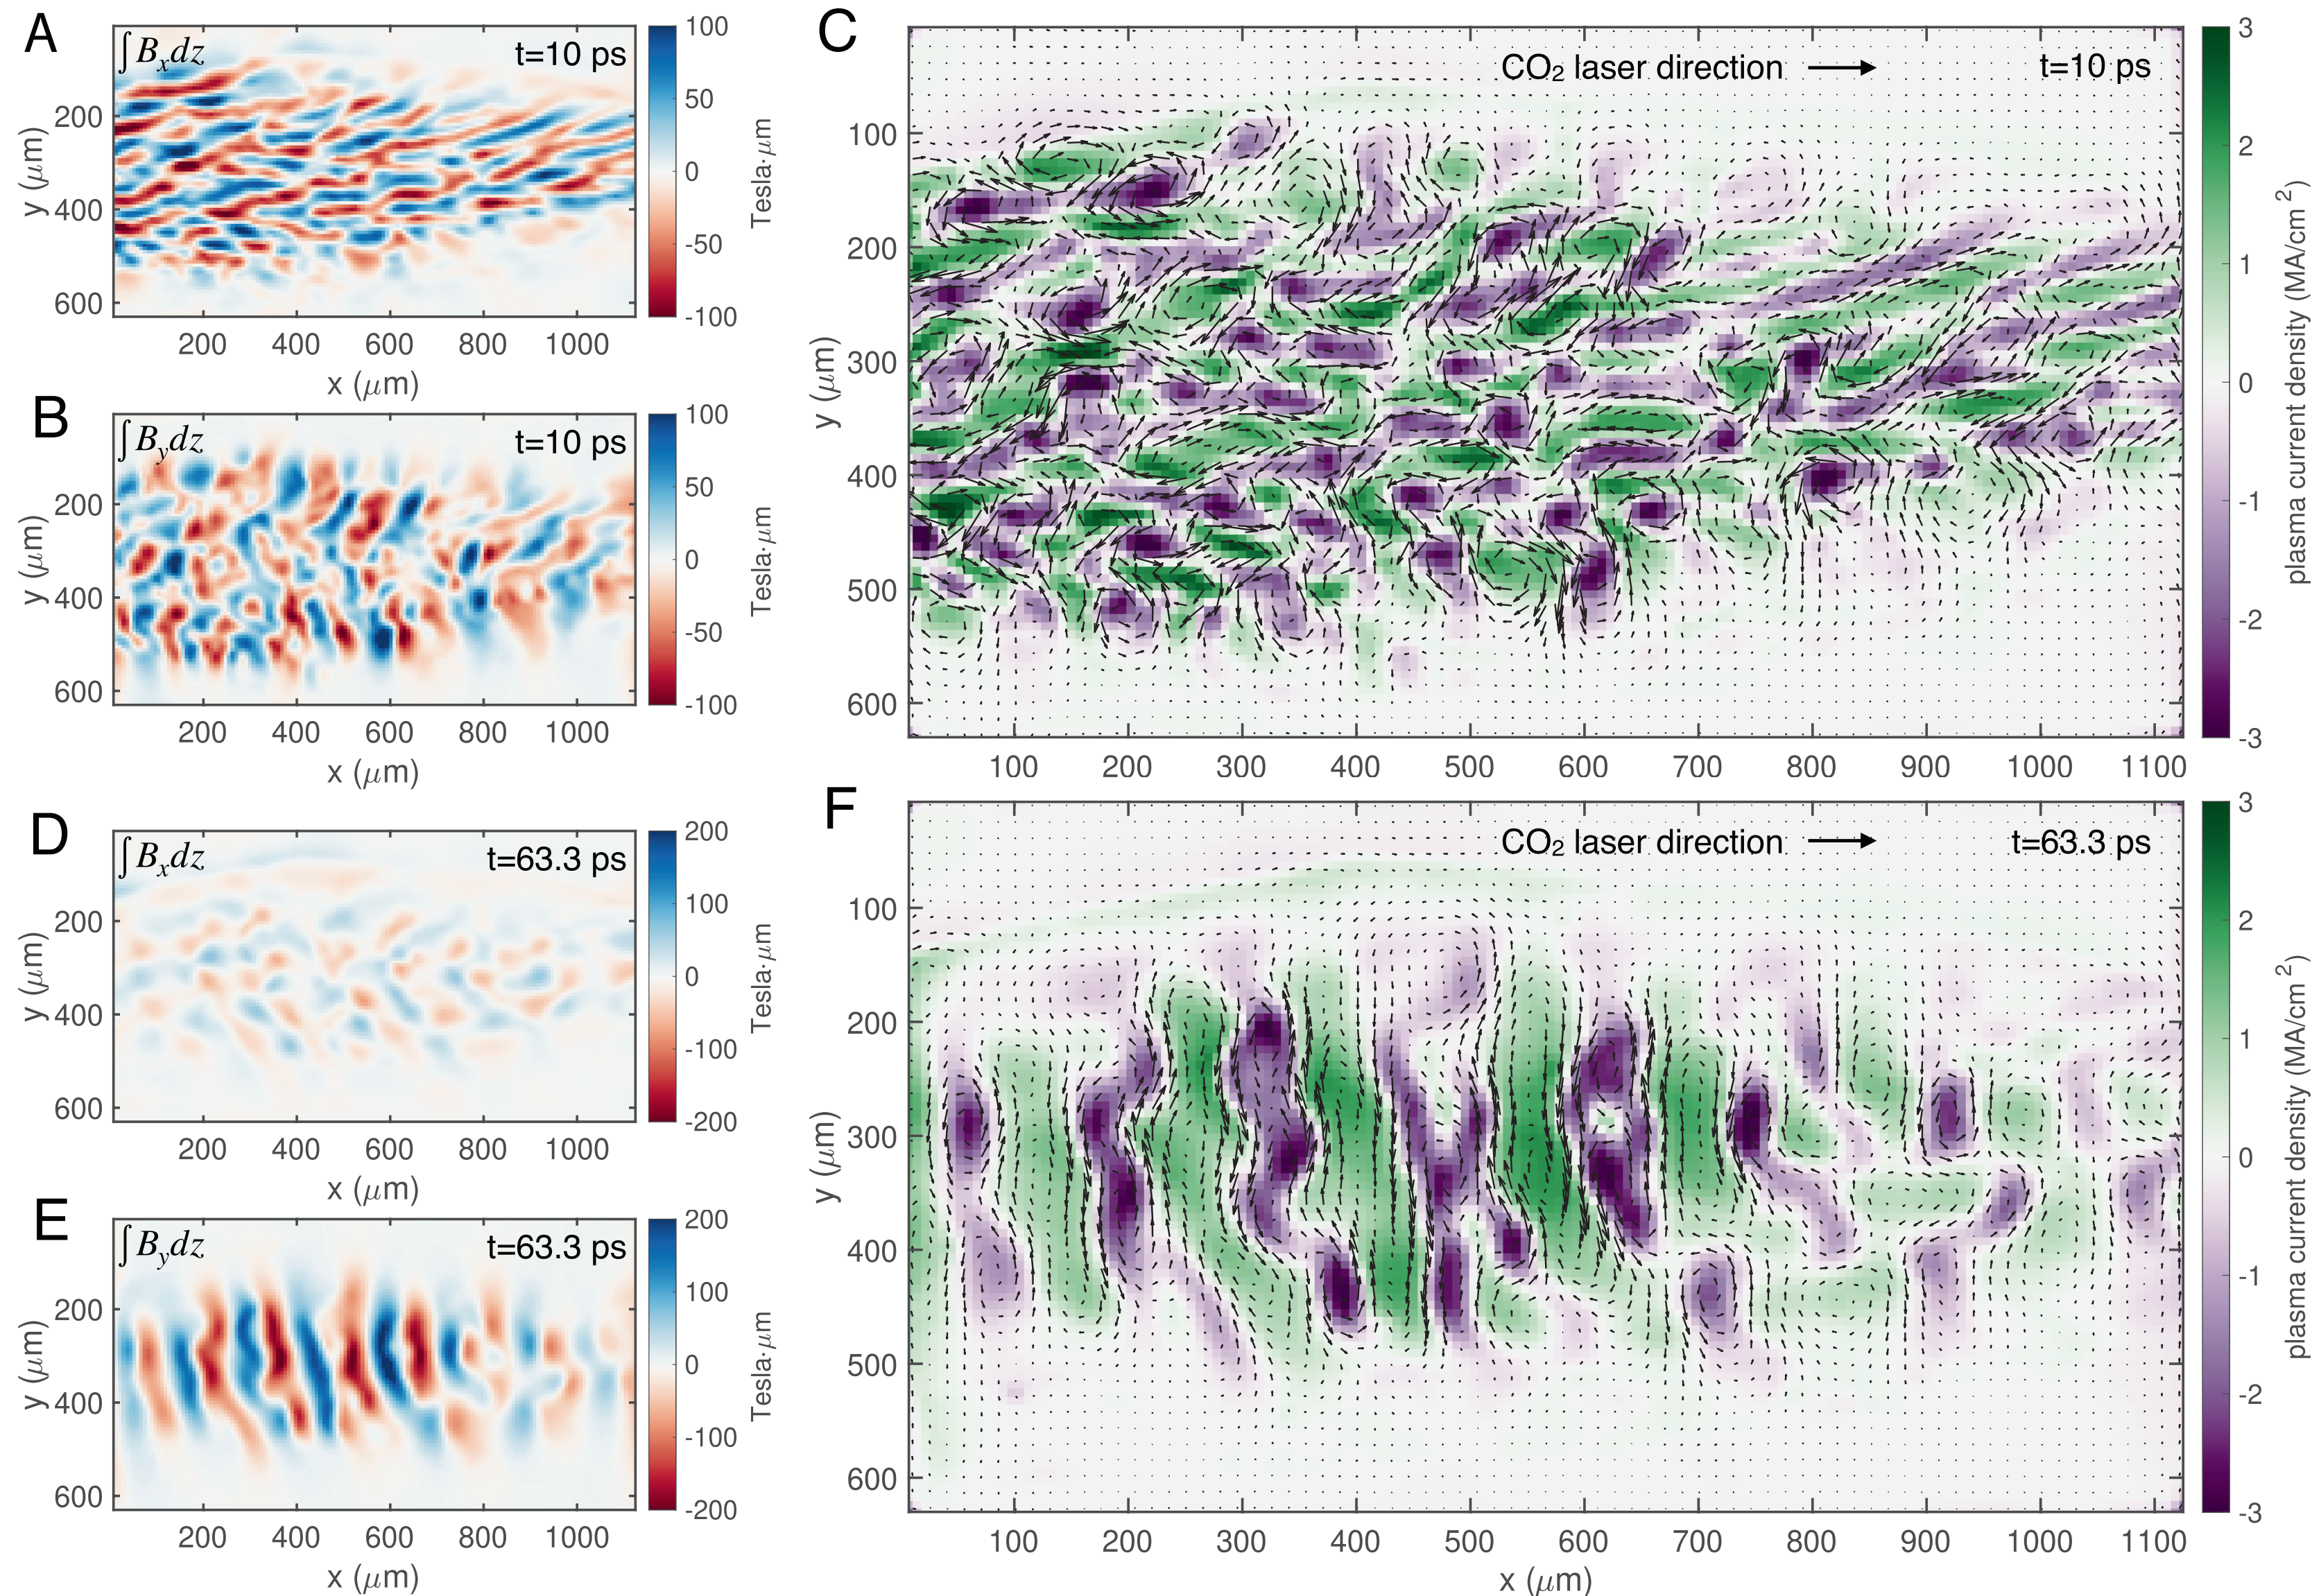 A
∫Bₓdz
t=10 ps
200
400
600
y (μm)
200 400 600 800 1000
x (μm)
100
50
0
-50
-100
Tesla·μm
B
∫B_y dz
t=10 ps
200
400
600
y (μm)
200 400 600 800 1000
x (μm)
100
50
0
-50
-100
Tesla·μm
C
CO₂ laser direction
t=10 ps
100
200
300
400
500
600
y (μm)
100 200 300 400 500 600 700 800 900 1000 1100
3
2
1
0
-1
-2
-3
plasma current density (MA/cm²)
D
∫Bₓdz
t=63.3 ps
200
400
600
y (μm)
200 400 600 800 1000
x (μm)
200
100
0
-100
-200
Tesla·μm
E
∫B_y dz
t=63.3 ps
200
400
600
y (μm)
200 400 600 800 1000
x (μm)
200
100
0
-100
-200
Tesla·μm
F
CO₂ laser direction
t=63.3 ps
100
200
300
400
500
600
y (μm)
100 200 300 400 500 600 700 800 900 1000 1100
x (μm)
3
2
1
0
-1
-2
-3
plasma current density (MA/cm²)